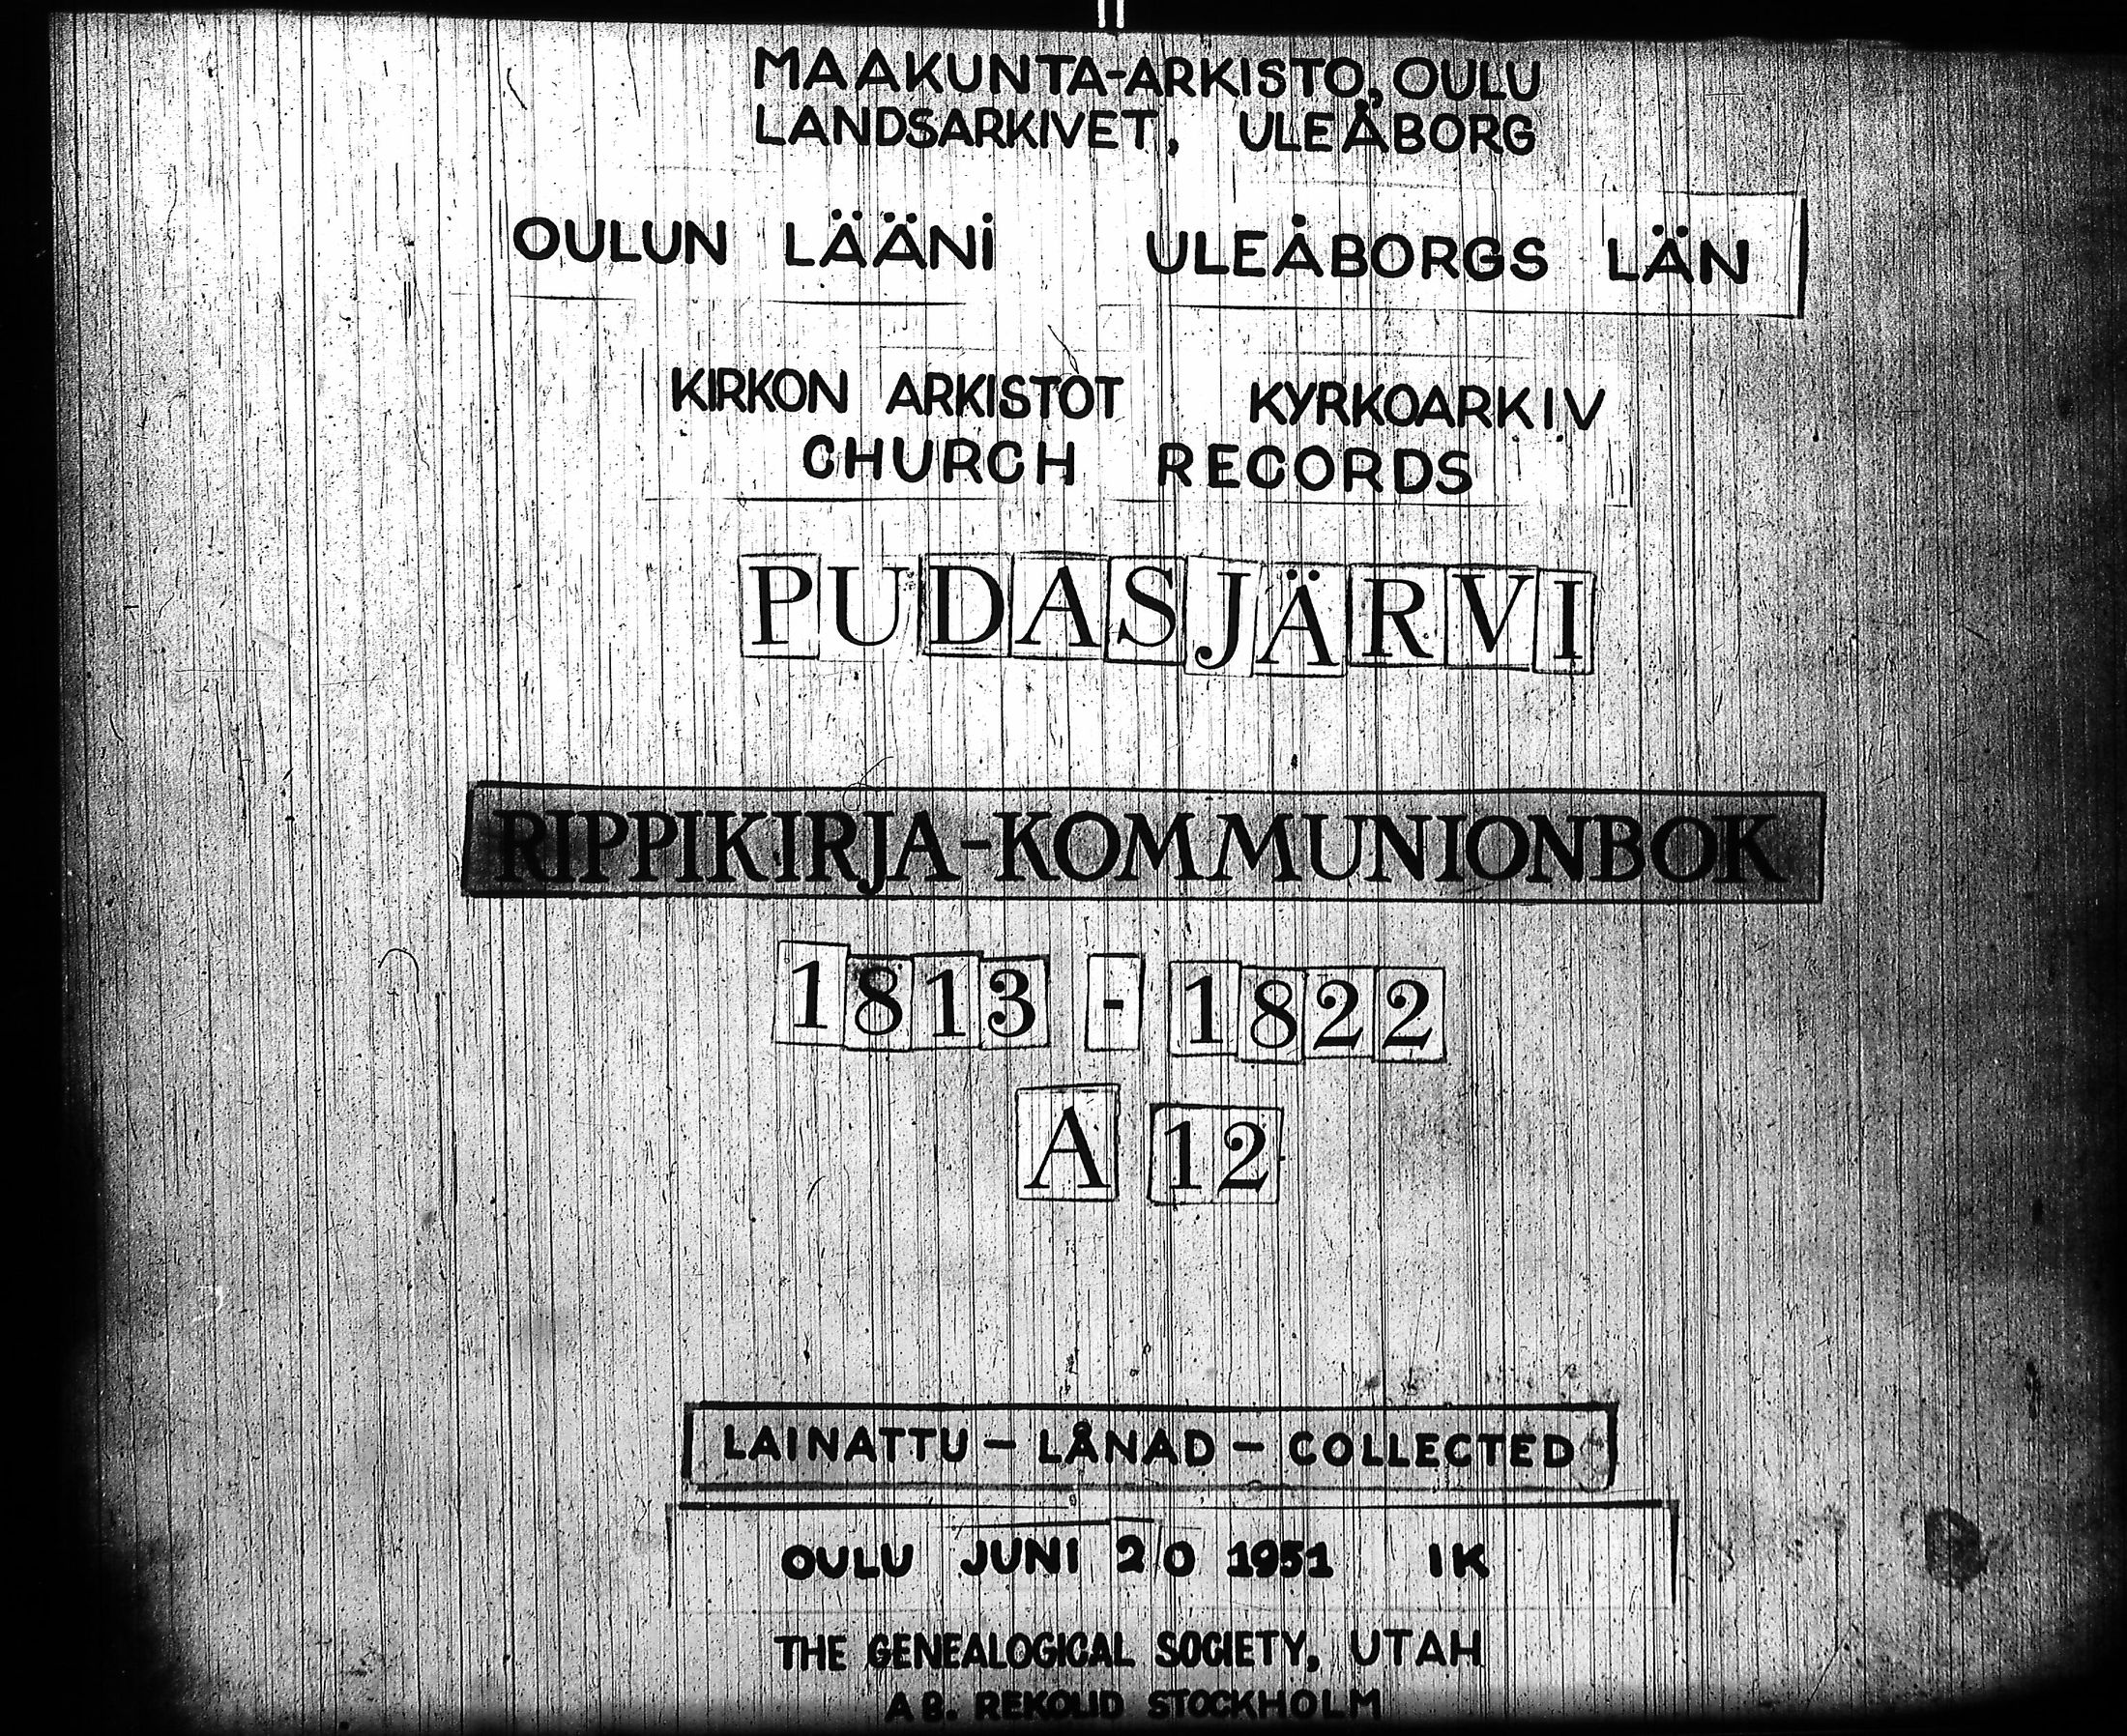 MAAKUNTA-ARKISTO, OULU
LANDSARKIVET, ULEÅBORG
OULUN LÄÄNI ULEÅBORGS LÄN
KIRKON ARKISTOT KYRKOARKIV
CHURCH RECORDS
PUDASJÄRVI
RIPPIKIRJA-KOMMUNIONBOK
1813 - 1822
A 12
LAINATTU - LÅNAD - COLLECTED
OULU JUNI 20 1951 IK
THE GENEALOGICAL SOCIETY, UTAH
AB. REKOLID STOCKHOLM